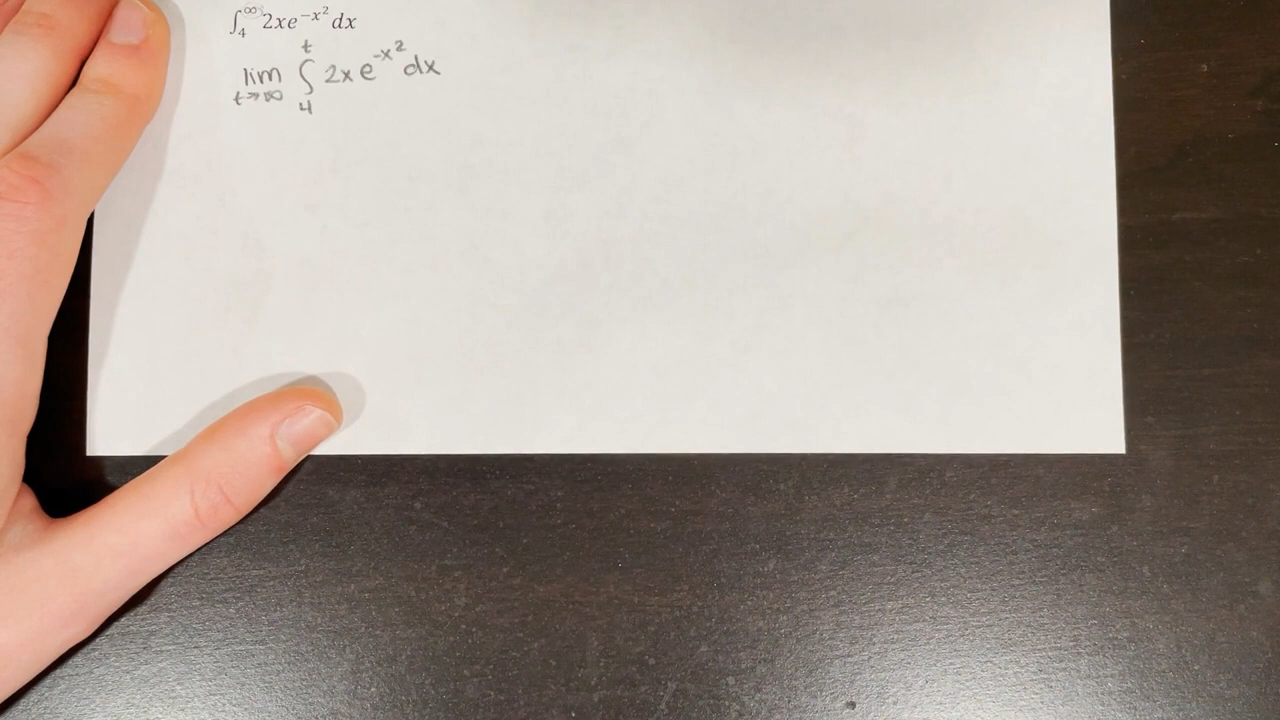 ∫₄^∞ 2xe^{-x²} dx
lim_{t→∞} ∫₄^t 2xe^{-x²} dx